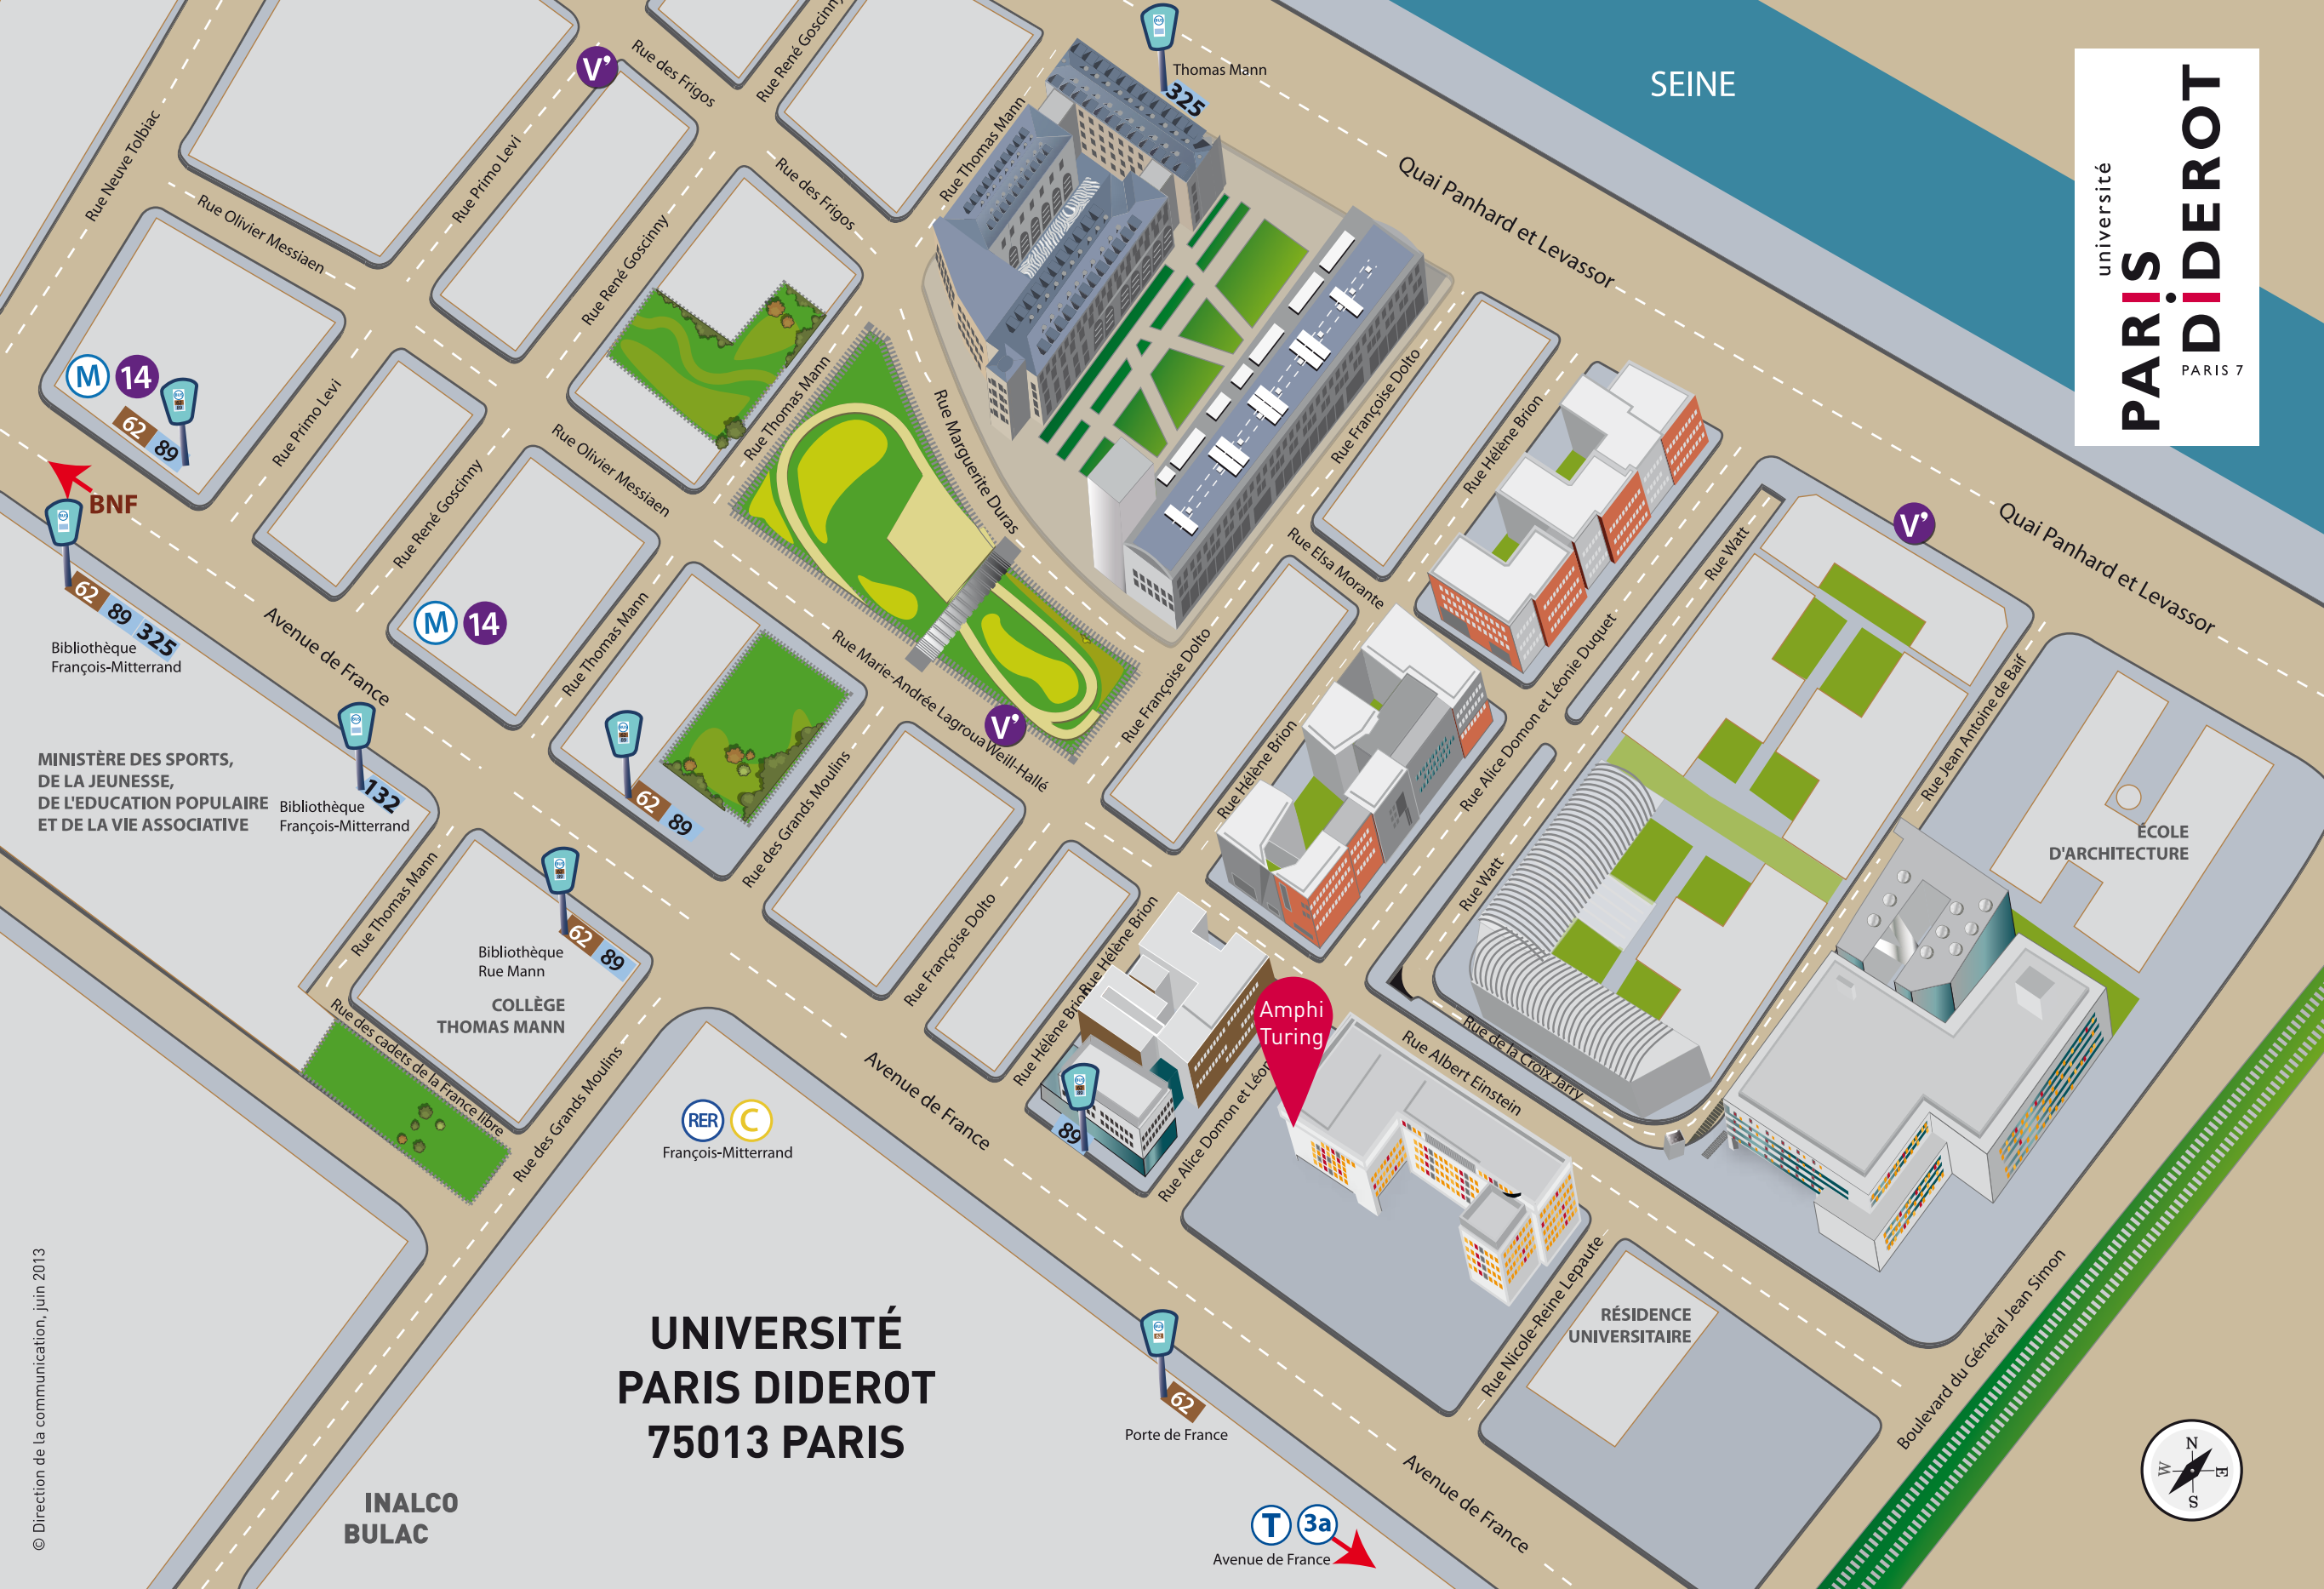 Thomas Mann
325
SEINE
université
PARIS
DIDEROT
PARIS 7
V'
Rue des Frigos
Rue René Goscinny
Rue Neuve Tolbiac
Rue Primo Levi
Rue Thomas Mann
Quai Panhard et Levassor
Rue Olivier Messiaen
Rue René Goscinny
Rue des Frigos
M
14
62
89
BNF
Rue Primo Levi
Rue Thomas Mann
Rue Marguerite Duras
Rue Françoise Dolto
Rue Hélène Brion
Rue Olivier Messiaen
Rue René Goscinny
Rue Elsa Morante
Rue Watt
V'
Quai Panhard et Levassor
62
89
325
Bibliothèque
François-Mitterrand
Avenue de France
M
14
Rue Thomas Mann
Rue Marie-Andrée Lagroua Weill-Hallé
V'
Rue Françoise Dolto
Rue Hélène Brion
Rue Alice Domon et Léonie Duquet
Rue Jean Antoine de Baïf
MINISTÈRE DES SPORTS,
DE LA JEUNESSE,
DE L'EDUCATION POPULAIRE
ET DE LA VIE ASSOCIATIVE
132
Bibliothèque
François-Mitterrand
62
89
Rue des Grands Moulins
ÉCOLE
D'ARCHITECTURE
Rue Thomas Mann
Bibliothèque
Rue Mann
62
89
COLLÈGE
THOMAS MANN
Rue Françoise Dolto
Rue Hélène Brion
Rue Hélène Brion
Rue Watt
Amphi
Turing
Rue des cadets de la France libre
Rue des Grands Moulins
RER
C
François-Mitterrand
Avenue de France
89
Rue Alice Domon et Léon
Rue Albert Einstein
Rue de la Croix Jarry
UNIVERSITÉ
PARIS DIDEROT
75013 PARIS
62
Porte de France
Rue Nicole-Reine Lepaute
RÉSIDENCE
UNIVERSITAIRE
Boulevard du Général Jean Simon
INALCO
BULAC
T
3a
Avenue de France
Avenue de France
N
W
E
S
© Direction de la communication, juin 2013